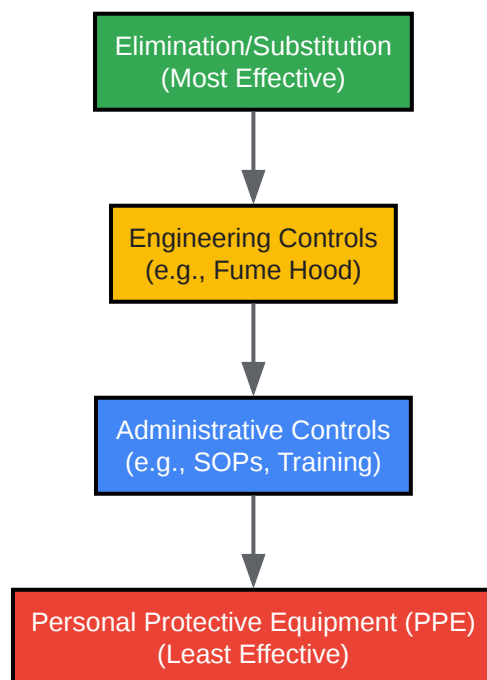 Elimination/Substitution
(Most Effective)
Engineering Controls
(e.g., Fume Hood)
Administrative Controls
(e.g., SOPs, Training)
Personal Protective Equipment (PPE)
(Least Effective)